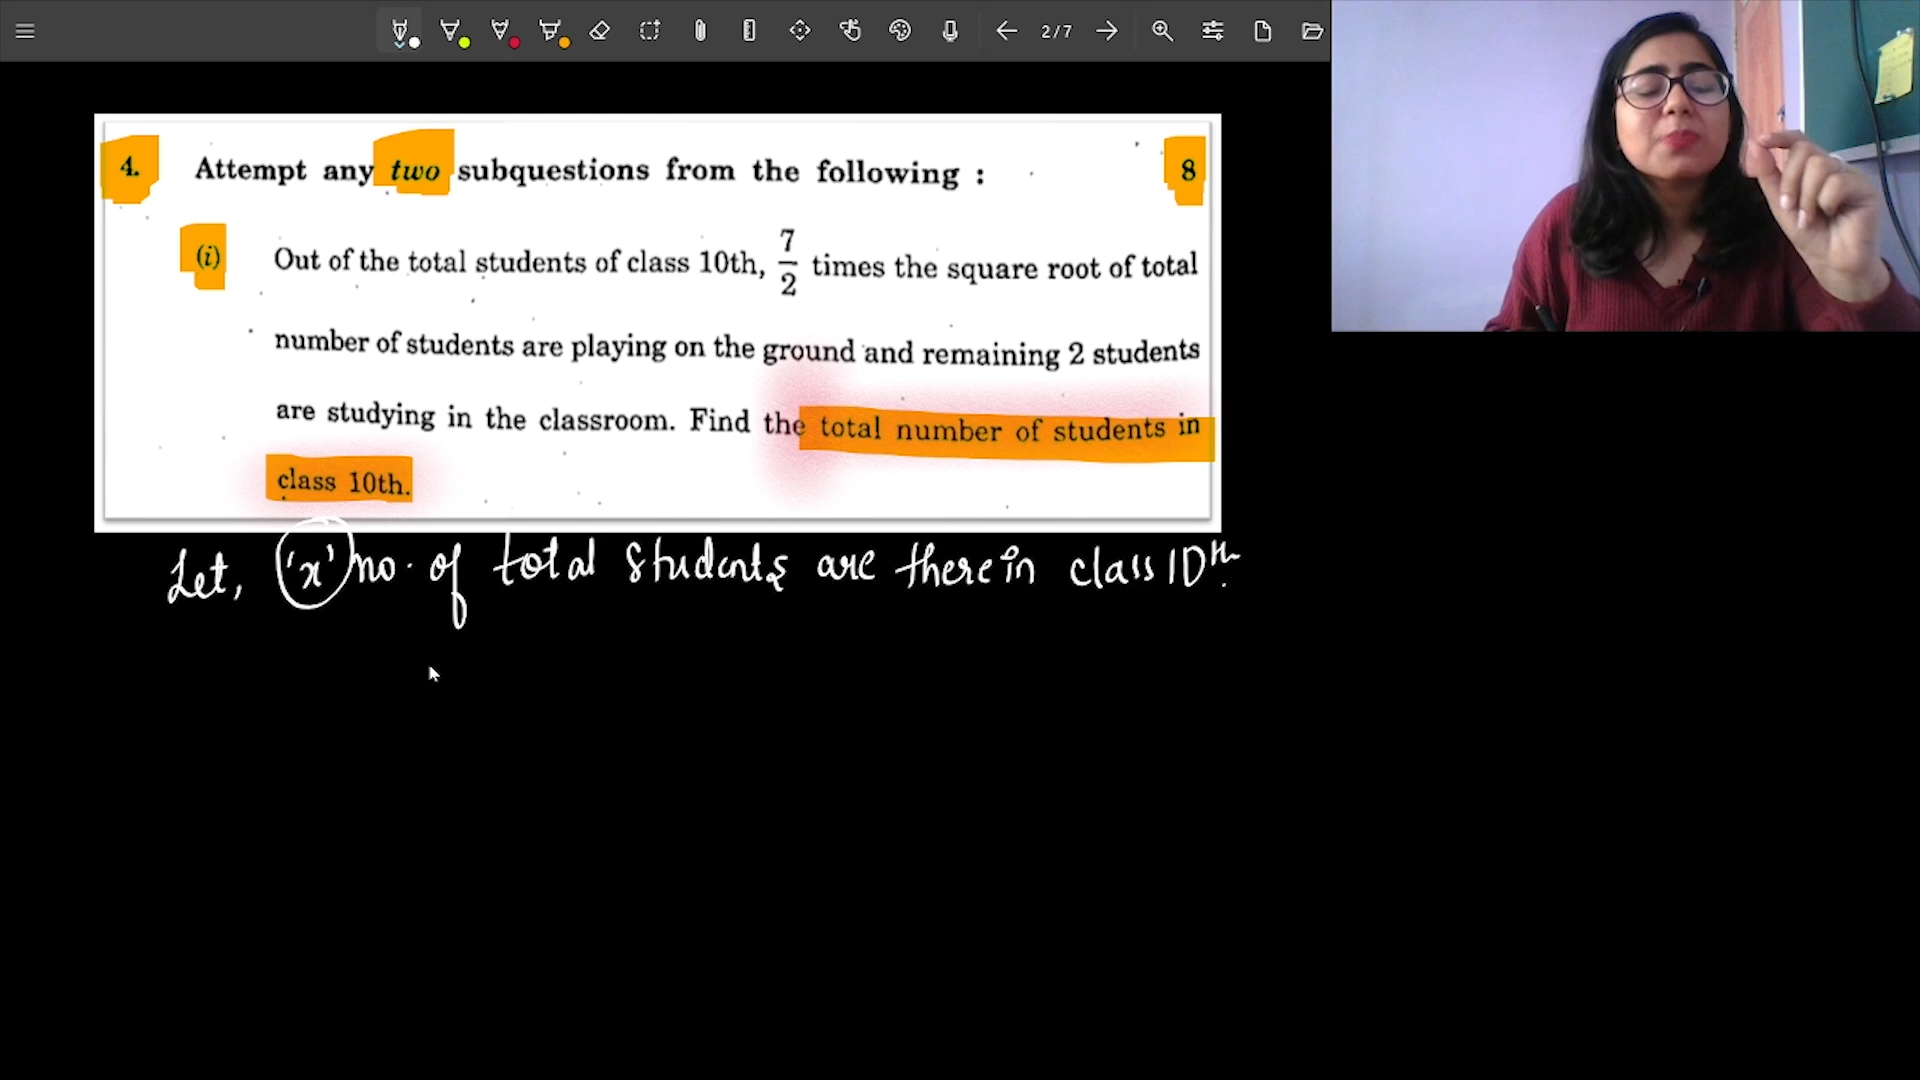 2/7
4. Attempt any two subquestions from the following : 8
(i) Out of the total students of class 10th, 7/2 times the square root of total
number of students are playing on the ground and remaining 2 students
are studying in the classroom. Find the total number of students in
class 10th.
Let, 'x' no. of total students are there in class 10th.